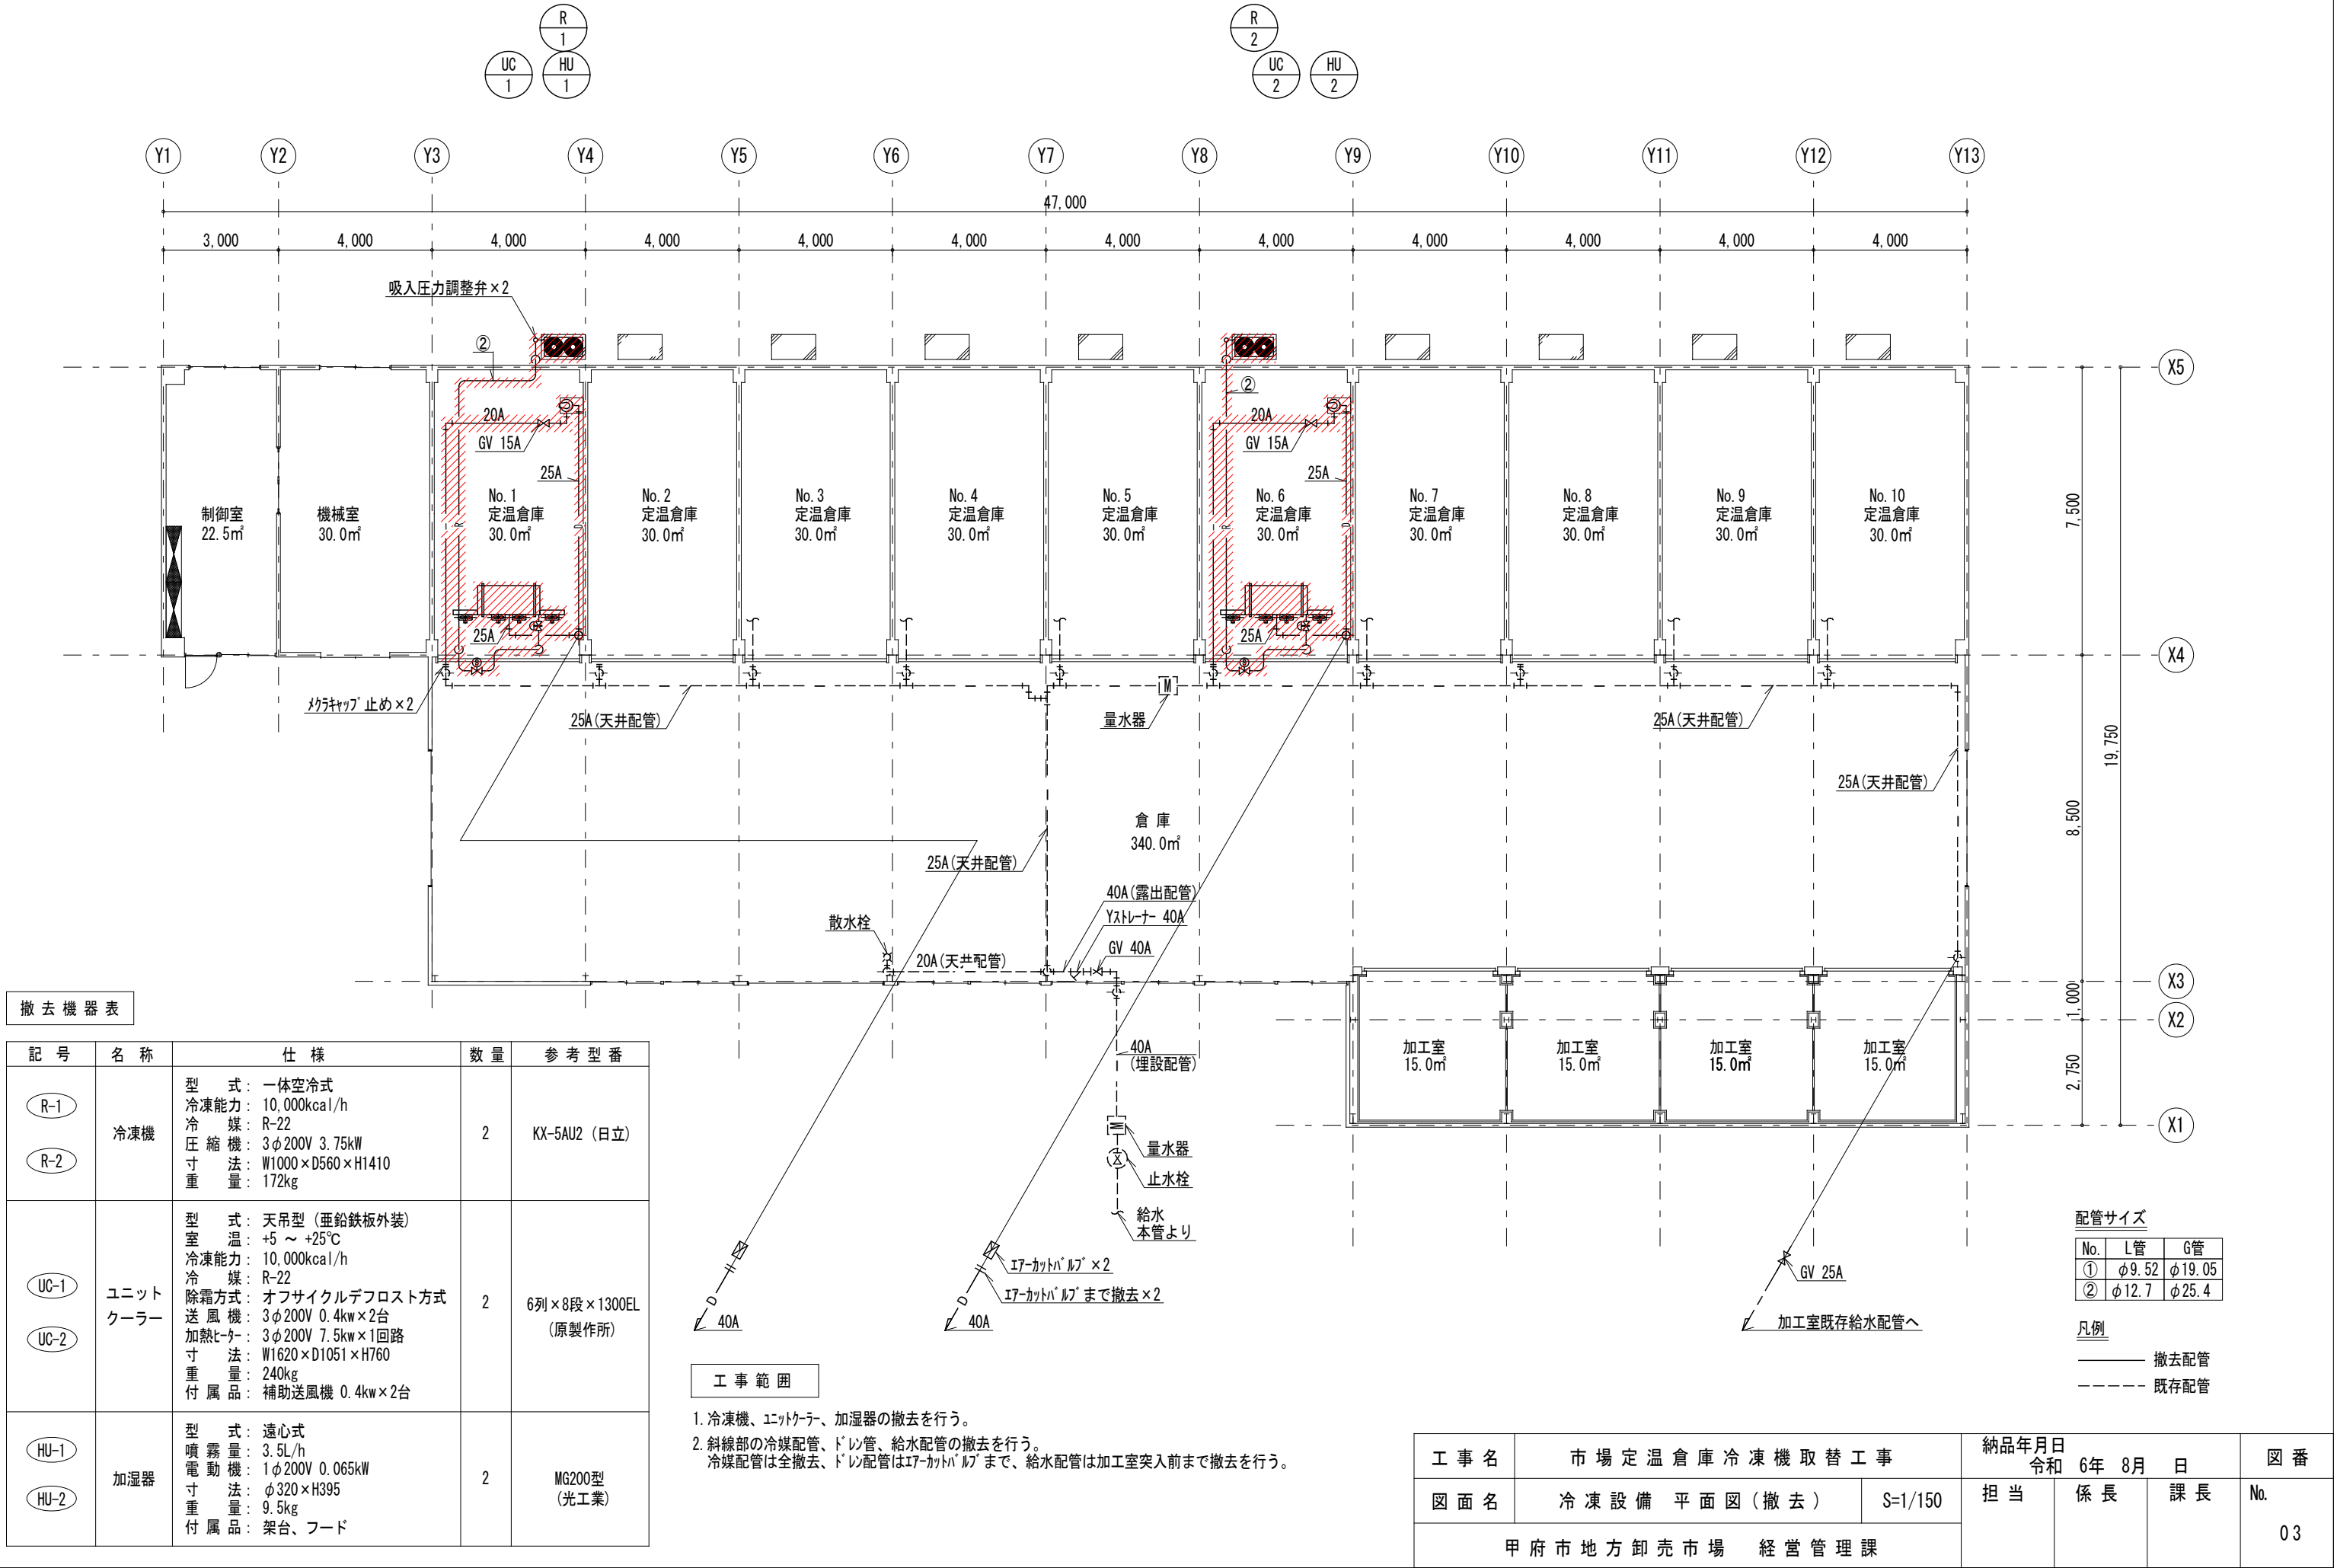 R
1
UC
1
HU
1
R
2
UC
2
HU
2
Y1
Y2
Y3
Y4
Y5
Y6
Y7
Y8
Y9
Y10
Y11
Y12
Y13
47,000
3,000
4,000
4,000
4,000
4,000
4,000
4,000
4,000
4,000
4,000
4,000
4,000
吸入圧力調整弁×2
②
②
X5
20A
GV 15A
25A
20A
GV 15A
25A
制御室
22.5㎡
機械室
30.0㎡
No.1
定温倉庫
30.0㎡
No.2
定温倉庫
30.0㎡
No.3
定温倉庫
30.0㎡
No.4
定温倉庫
30.0㎡
No.5
定温倉庫
30.0㎡
No.6
定温倉庫
30.0㎡
No.7
定温倉庫
30.0㎡
No.8
定温倉庫
30.0㎡
No.9
定温倉庫
30.0㎡
No.10
定温倉庫
30.0㎡
7,500
25A
25A
X4
M
メクラキャップ止め×2
25A(天井配管)
量水器
25A(天井配管)
25A(天井配管)
19,750
8,500
倉庫
340.0㎡
25A(天井配管)
40A(露出配管)
Yストレーナー 40A
GV 40A
散水栓
20A(天井配管)
X3
1,000
X2
40A
(埋設配管)
加工室
15.0㎡
加工室
15.0㎡
加工室
15.0㎡
加工室
15.0㎡
2,750
X1
M
量水器
止水栓
給水
本管より
エアーカットバルブ×2
エアーカットバルブまで撤去×2
D
40A
D
40A
GV 25A
加工室既存給水配管へ
撤去機器表
記号 名称 仕様 数量 参考型番
R-1
R-2
冷凍機
型式: 一体空冷式
冷凍能力: 10,000kcal/h
冷媒: R-22
圧縮機: 3φ200V 3.75kW
寸法: W1000×D560×H1410
重量: 172kg
2
KX-5AU2 (日立)
UC-1
UC-2
ユニット
クーラー
型式: 天吊型 (亜鉛鉄板外装)
室温: +5 ～ +25℃
冷凍能力: 10,000kcal/h
冷媒: R-22
除霜方式: オフサイクルデフロスト方式
送風機: 3φ200V 0.4kw×2台
加熱ヒーター: 3φ200V 7.5kw×1回路
寸法: W1620×D1051×H760
重量: 240kg
付属品: 補助送風機 0.4kw×2台
2
6列×8段×1300EL
(原製作所)
HU-1
HU-2
加湿器
型式: 遠心式
噴霧量: 3.5L/h
電動機: 1φ200V 0.065kW
寸法: φ320×H395
重量: 9.5kg
付属品: 架台、フード
2
MG200型
(光工業)
工事範囲
1.冷凍機、ユニットクーラー、加湿器の撤去を行う。
2.斜線部の冷媒配管、ドレン管、給水配管の撤去を行う。
冷媒配管は全撤去、ドレン配管はエアーカットバルブまで、給水配管は加工室突入前まで撤去を行う。
配管サイズ
No. L管 G管
① φ9.52 φ19.05
② φ12.7 φ25.4
凡例
撤去配管
既存配管
工事名 市場定温倉庫冷凍機取替工事
図面名 冷凍設備 平面図(撤去) S=1/150
甲府市地方卸売市場 経営管理課
納品年月日
令和 6年 8月 日
担当 係長 課長
図番
No.
03